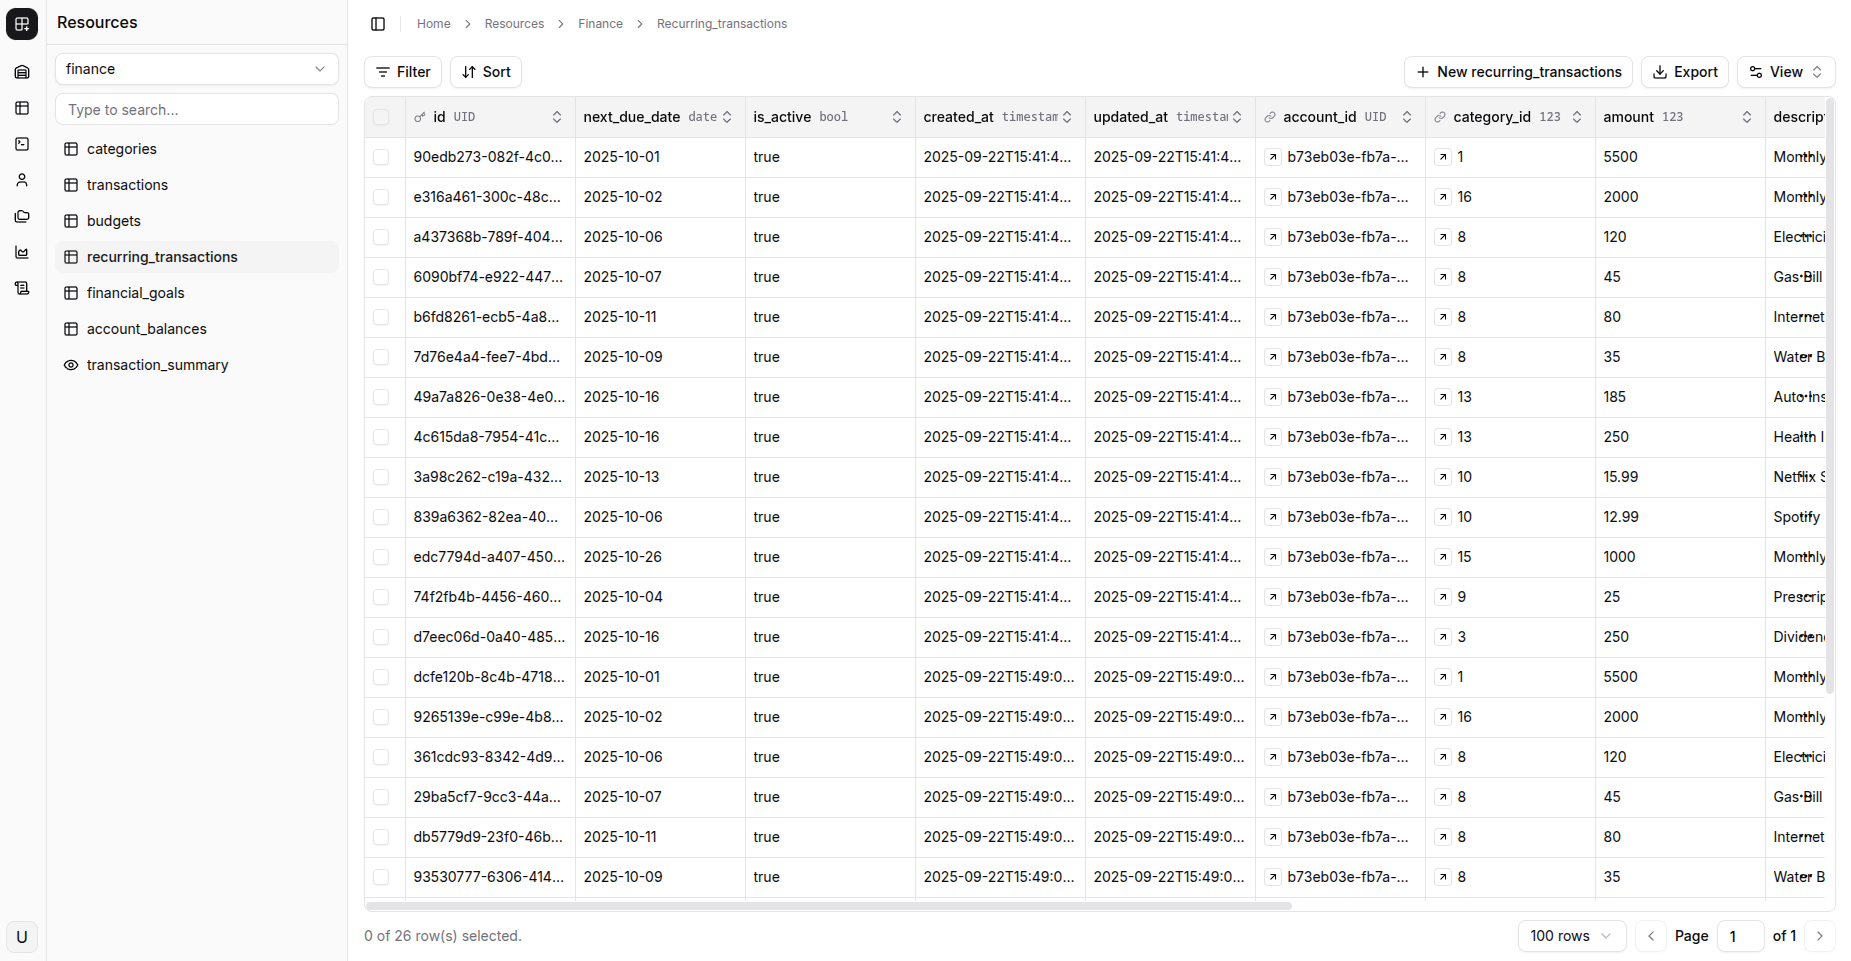 Resources
Home > Resources > Finance > Recurring_transactions
finance
Type to search...
categories
transactions
budgets
recurring_transactions
financial_goals
account_balances
transaction_summary
U
Filter Sort New recurring_transactions Export View
id UID next_due_date date is_active bool created_at timestam updated_at timestam account_id UID category_id 123 amount 123 descrip
90edb273-082f-4c0... 2025-10-01 true 2025-09-22T15:41:4... 2025-09-22T15:41:4... b73eb03e-fb7a-... 1 5500 Monthly
e316a461-300c-48c... 2025-10-02 true 2025-09-22T15:41:4... 2025-09-22T15:41:4... b73eb03e-fb7a-... 16 2000 Monthly
a437368b-789f-404... 2025-10-06 true 2025-09-22T15:41:4... 2025-09-22T15:41:4... b73eb03e-fb7a-... 8 120 Electrici
6090bf74-e922-447... 2025-10-07 true 2025-09-22T15:41:4... 2025-09-22T15:41:4... b73eb03e-fb7a-... 8 45 Gas Bill
b6fd8261-ecb5-4a8... 2025-10-11 true 2025-09-22T15:41:4... 2025-09-22T15:41:4... b73eb03e-fb7a-... 8 80 Internet
7d76e4a4-fee7-4bd... 2025-10-09 true 2025-09-22T15:41:4... 2025-09-22T15:41:4... b73eb03e-fb7a-... 8 35 Water B
49a7a826-0e38-4e0... 2025-10-16 true 2025-09-22T15:41:4... 2025-09-22T15:41:4... b73eb03e-fb7a-... 13 185 Auto Ins
4c615da8-7954-41c... 2025-10-16 true 2025-09-22T15:41:4... 2025-09-22T15:41:4... b73eb03e-fb7a-... 13 250 Health I
3a98c262-c19a-432... 2025-10-13 true 2025-09-22T15:41:4... 2025-09-22T15:41:4... b73eb03e-fb7a-... 10 15.99 Netflix S
839a6362-82ea-40... 2025-10-06 true 2025-09-22T15:41:4... 2025-09-22T15:41:4... b73eb03e-fb7a-... 10 12.99 Spotify
edc7794d-a407-450... 2025-10-26 true 2025-09-22T15:41:4... 2025-09-22T15:41:4... b73eb03e-fb7a-... 15 1000 Monthly
74f2fb4b-4456-460... 2025-10-04 true 2025-09-22T15:41:4... 2025-09-22T15:41:4... b73eb03e-fb7a-... 9 25 Prescrip
d7eec06d-0a40-485... 2025-10-16 true 2025-09-22T15:41:4... 2025-09-22T15:41:4... b73eb03e-fb7a-... 3 250 Dividen
dcfe120b-8c4b-4718... 2025-10-01 true 2025-09-22T15:49:0... 2025-09-22T15:49:0... b73eb03e-fb7a-... 1 5500 Monthly
9265139e-c99e-4b8... 2025-10-02 true 2025-09-22T15:49:0... 2025-09-22T15:49:0... b73eb03e-fb7a-... 16 2000 Monthly
361cdc93-8342-4d9... 2025-10-06 true 2025-09-22T15:49:0... 2025-09-22T15:49:0... b73eb03e-fb7a-... 8 120 Electrici
29ba5cf7-9cc3-44a... 2025-10-07 true 2025-09-22T15:49:0... 2025-09-22T15:49:0... b73eb03e-fb7a-... 8 45 Gas Bill
db5779d9-23f0-46b... 2025-10-11 true 2025-09-22T15:49:0... 2025-09-22T15:49:0... b73eb03e-fb7a-... 8 80 Internet
93530777-6306-414... 2025-10-09 true 2025-09-22T15:49:0... 2025-09-22T15:49:0... b73eb03e-fb7a-... 8 35 Water B
0 of 26 row(s) selected. 100 rows Page 1 of 1